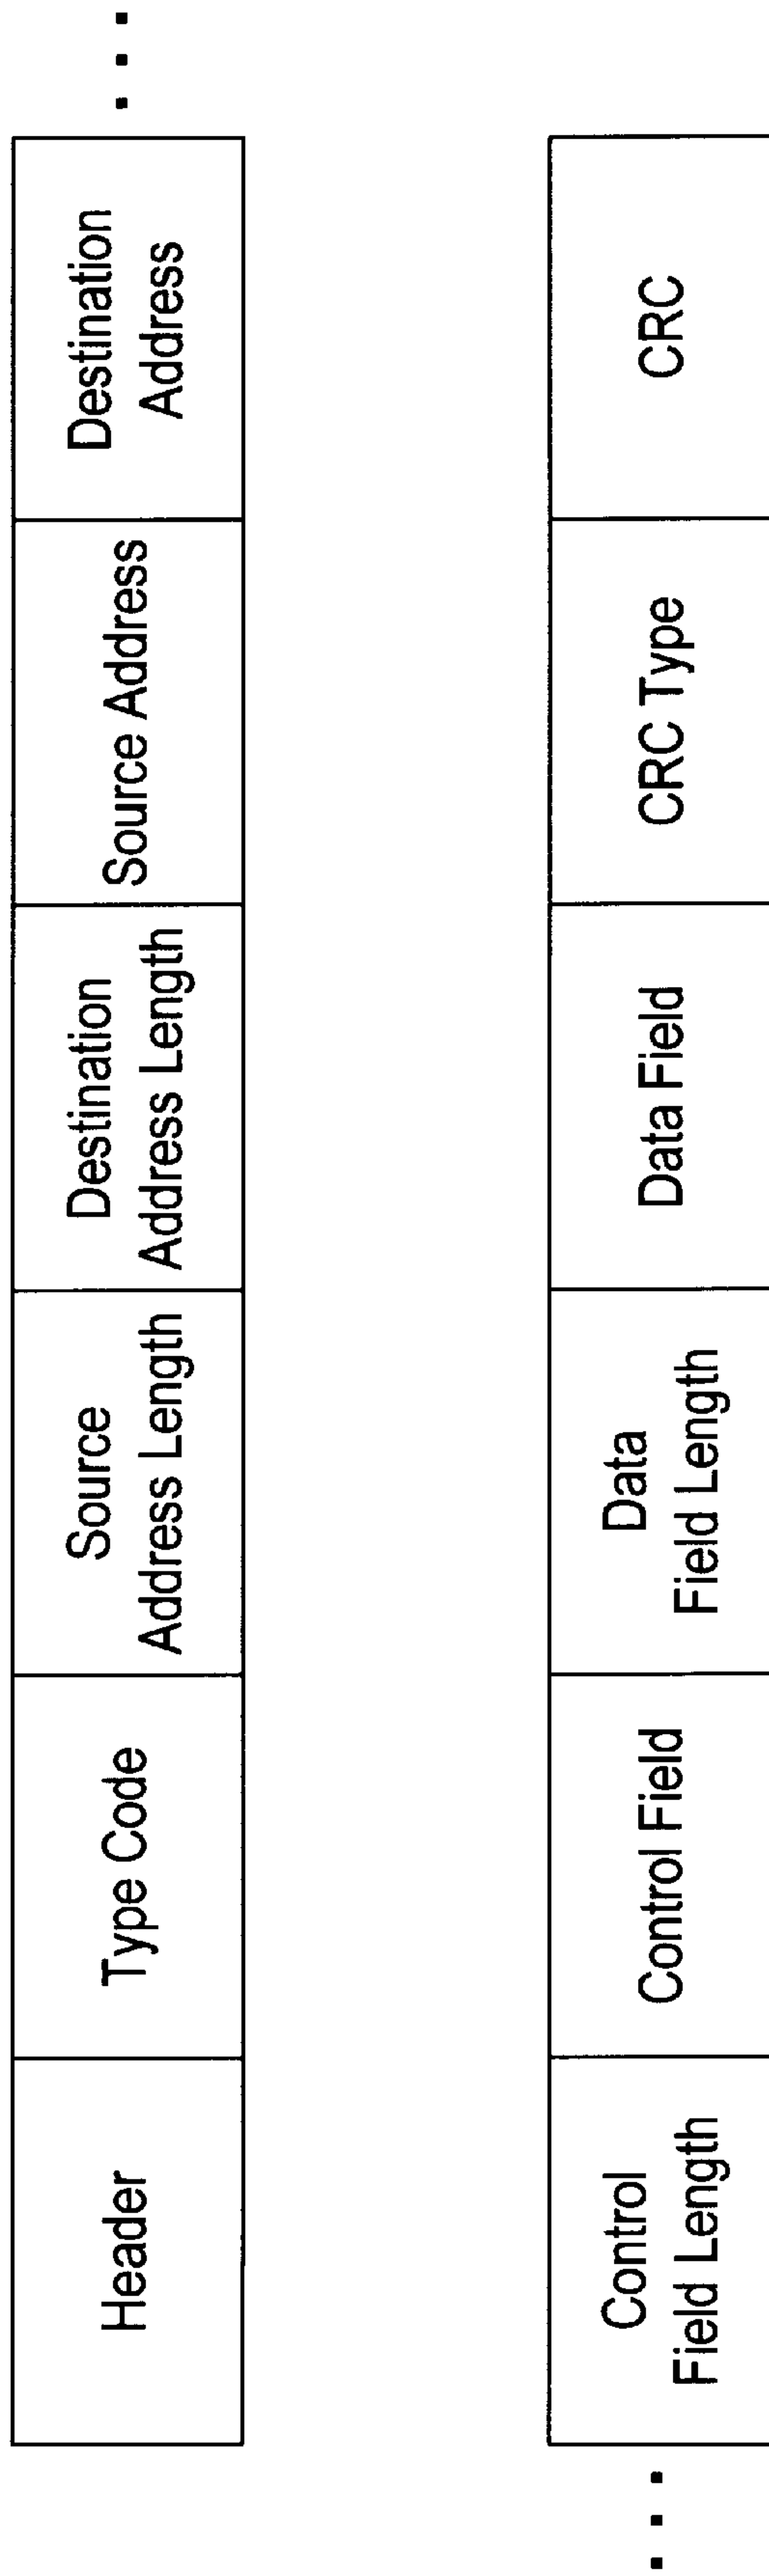 Header
Type Code
Source
Address Length
Destination
Address Length
Source Address
Destination
Address
. . .
. . .
Control
Field Length
Control Field
Data
Field Length
Data Field
CRC Type
CRC